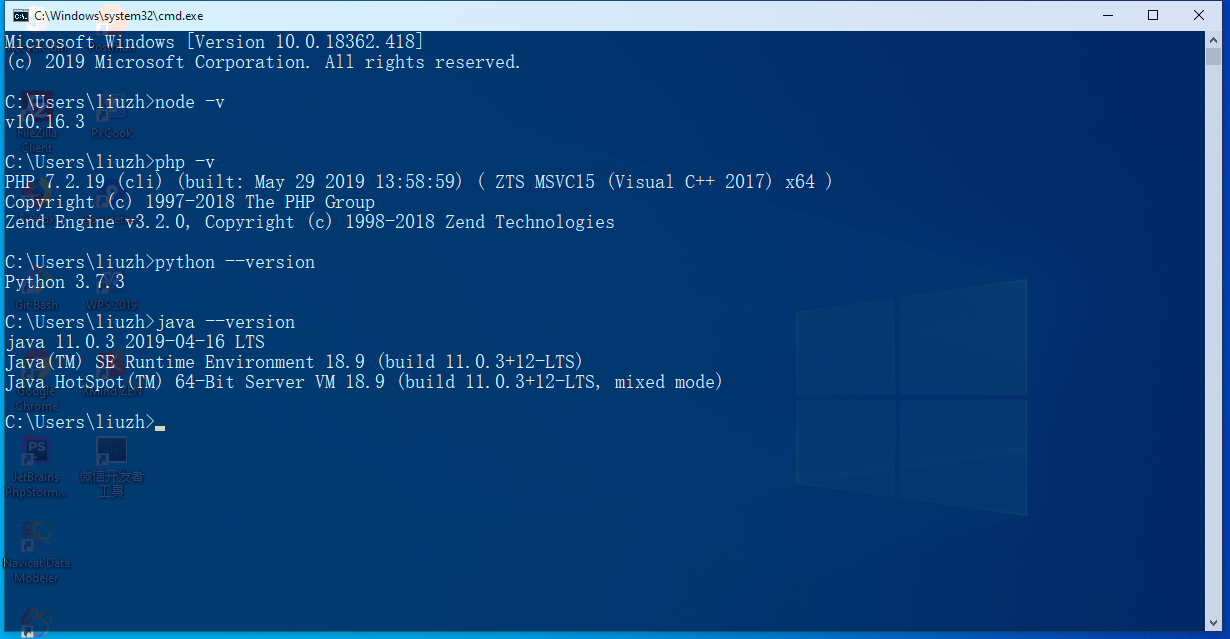 C:\Windows\system32\cmd.exe
Microsoft Windows [Version 10.0.18362.418]
(c) 2019 Microsoft Corporation. All rights reserved.
C:\Users\liuzh>node -v
v10.16.3
C:\Users\liuzh>php -v
PHP 7.2.19 (cli) (built: May 29 2019 13:58:59) ( ZTS MSVC15 (Visual C++ 2017) x64 )
Copyright (c) 1997-2018 The PHP Group
Zend Engine v3.2.0, Copyright (c) 1998-2018 Zend Technologies
C:\Users\liuzh>python --version
Python 3.7.3
C:\Users\liuzh>java --version
java 11.0.3 2019-04-16 LTS
Java(TM) SE Runtime Environment 18.9 (build 11.0.3+12-LTS)
Java HotSpot(TM) 64-Bit Server VM 18.9 (build 11.0.3+12-LTS, mixed mode)
C:\Users\liuzh>
FileZilla
Client
PxCook
Git Bash
WPS 2019
Google
Chrome
XMind ZEN
JetBrains
PhpStorm...
微信开发者
工具
Navicat Data
Modeler